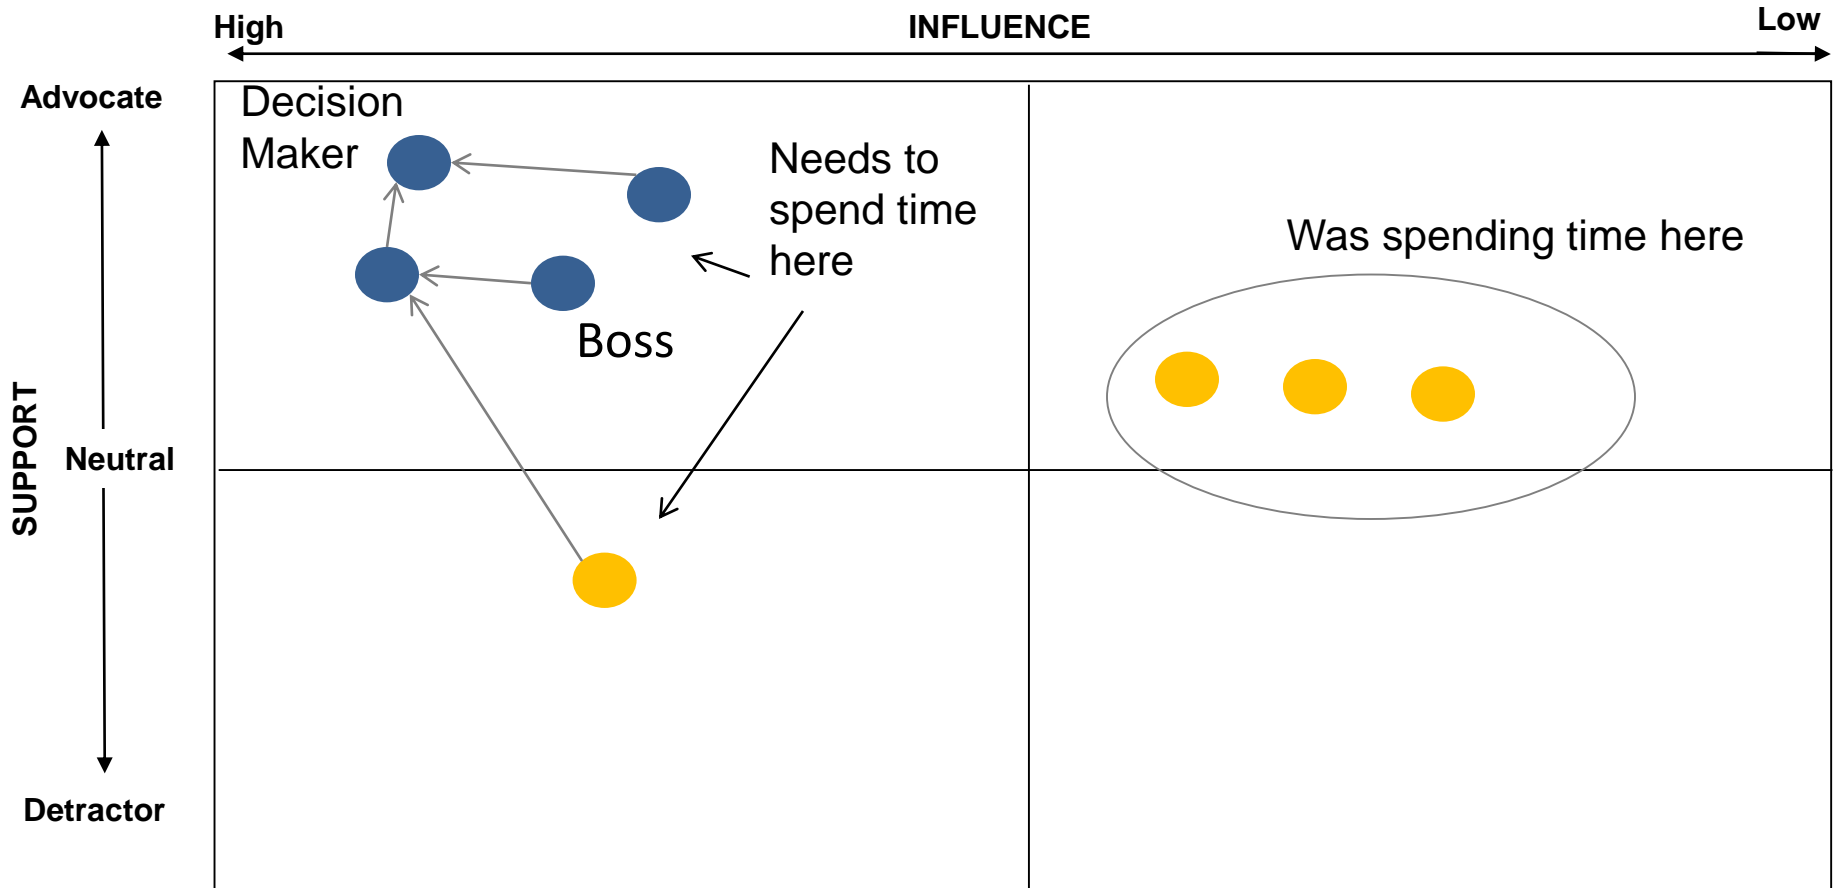 High
INFLUENCE
Low
Advocate
Decision
Maker
Needs to
spend time
here
Was spending time here
Boss
SUPPORT
Neutral
Detractor